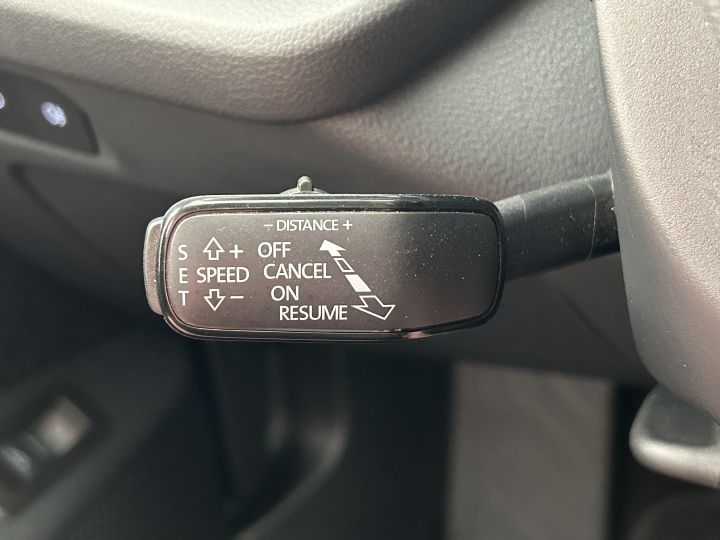 − DISTANCE +
S + OFF
E SPEED CANCEL
T − ON
RESUME